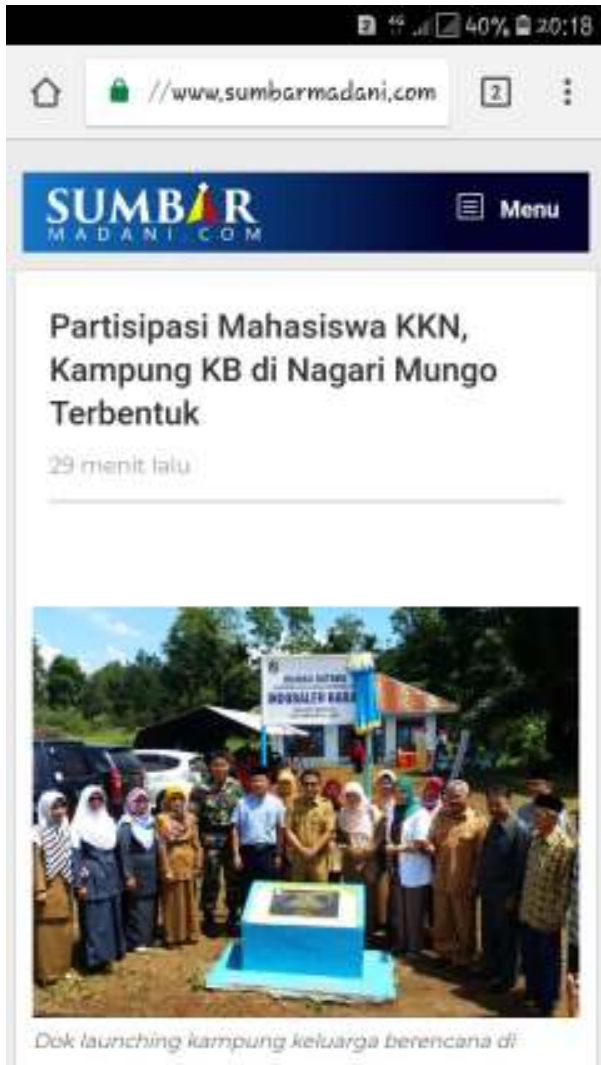 40% 20:18
//www.sumbarmadani.com 2
SUMBAR
MADANI.COM
Menu
Partisipasi Mahasiswa KKN,
Kampung KB di Nagari Mungo
Terbentuk
29 menit lalu
Dok launching kampung keluarga berencana di